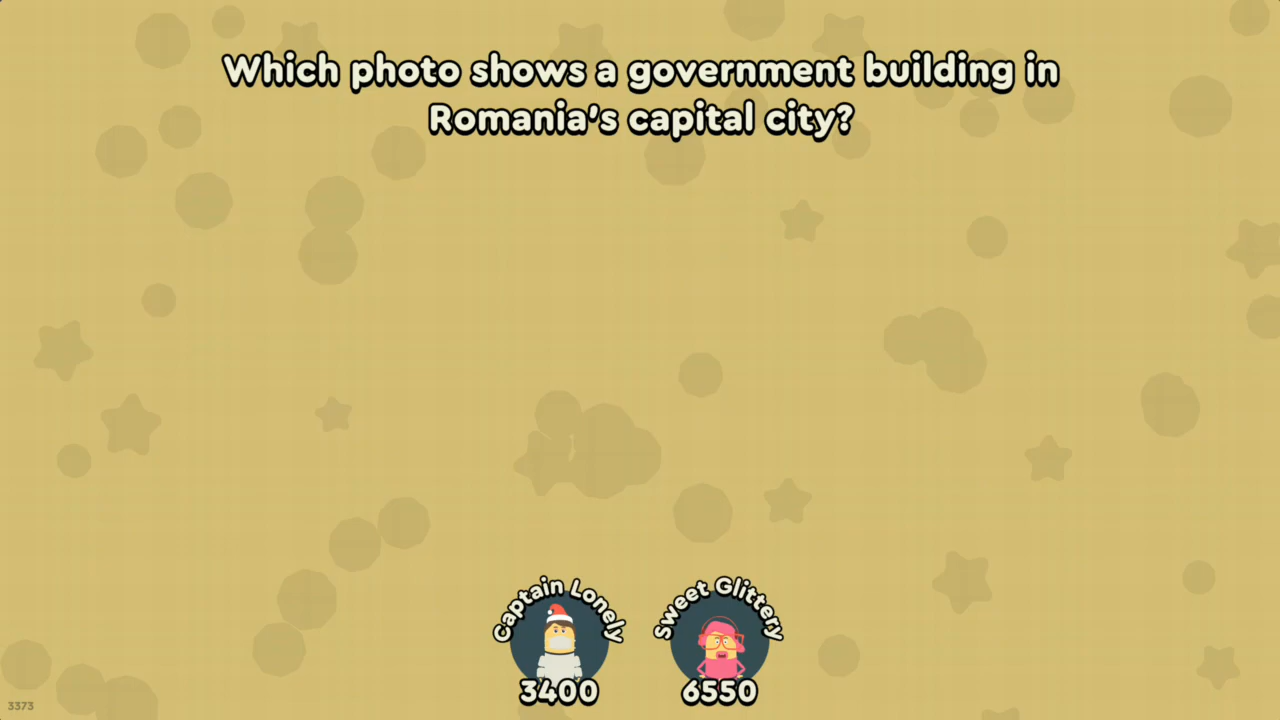 Which photo shows a government building in
Romania's capital city?
Captain Lonely
Sweet Glittery
3400
6550
3373